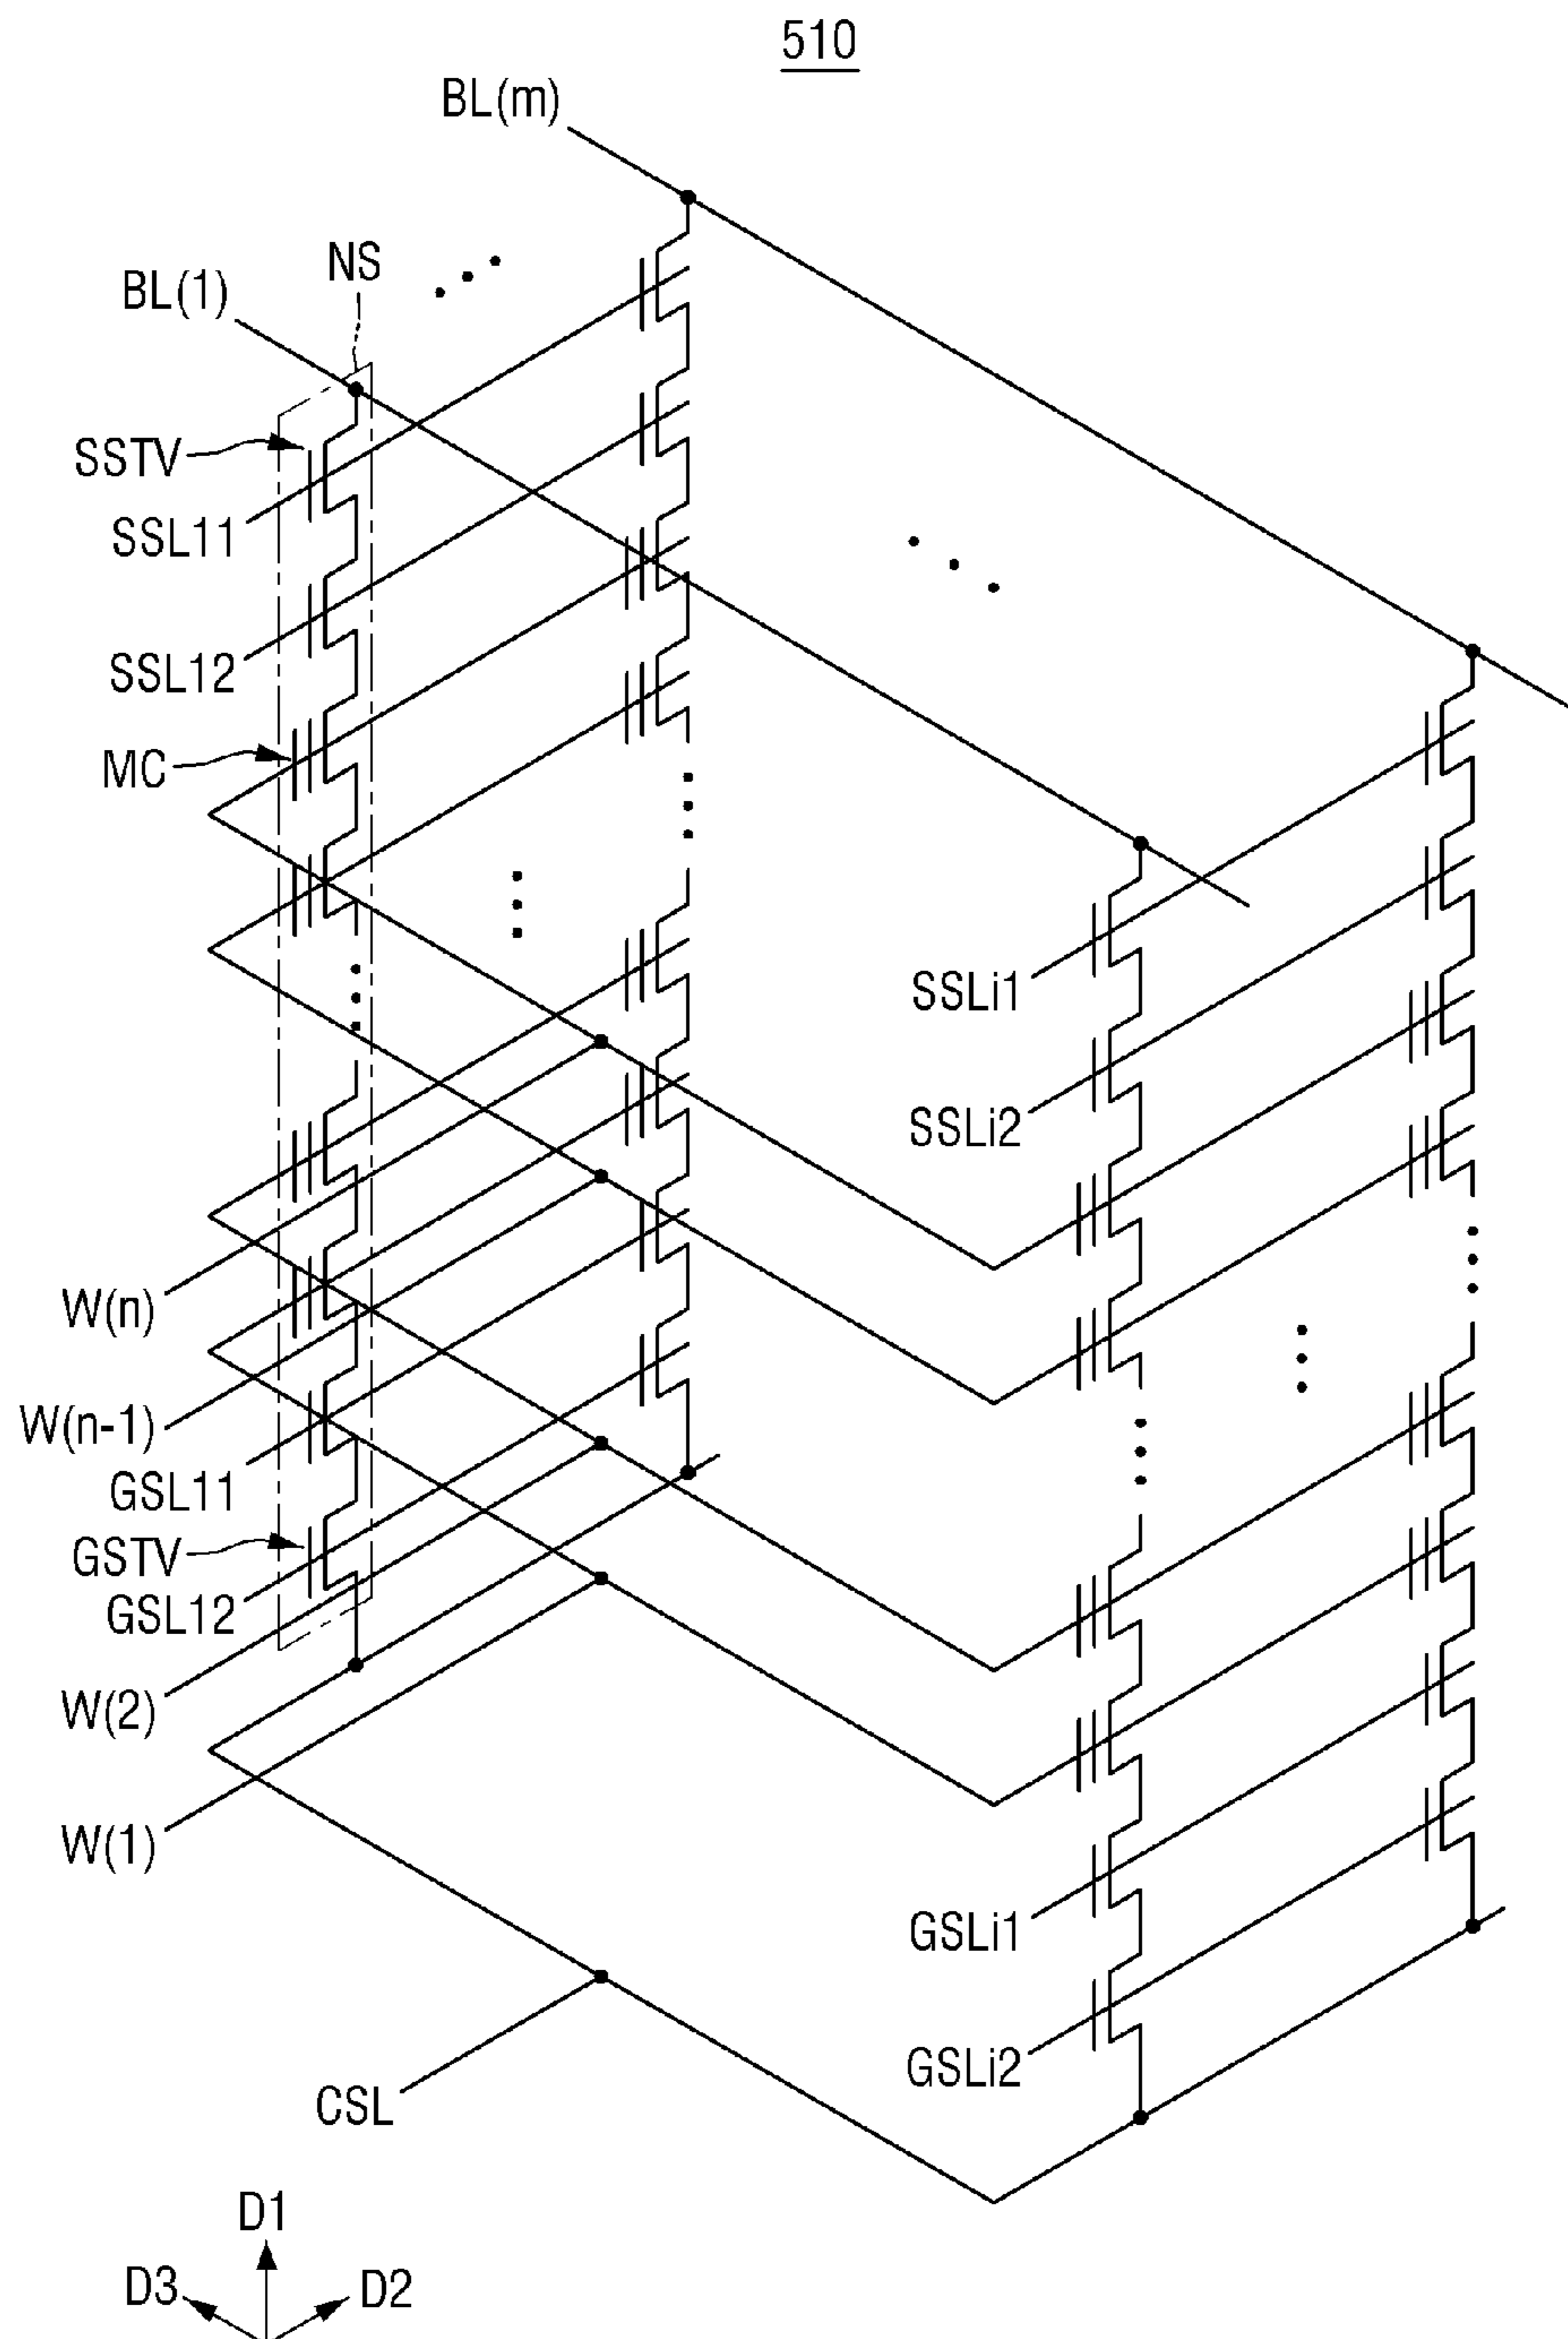 510
BL(m)
NS
BL(1)
SSTV
SSL11
SSL12
MC
SSLi1
SSLi2
W(n)
W(n-1)
GSL11
GSTV
GSL12
W(2)
W(1)
GSLi1
GSLi2
CSL
D1
D3
D2